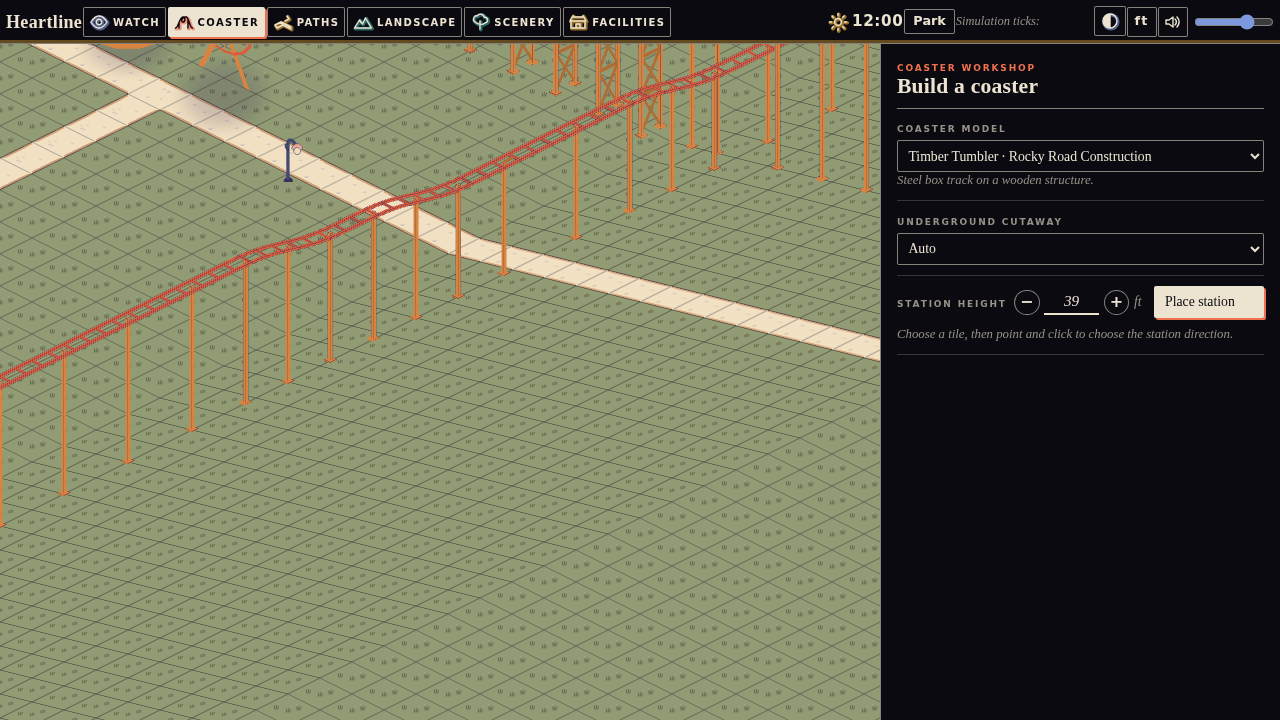 Heartline WATCH COASTER PATHS LANDSCAPE SCENERY FACILITIES 12:00 Park Simulation ticks: ft
COASTER WORKSHOP
Build a coaster
COASTER MODEL
Timber Tumbler · Rocky Road Construction
Steel box track on a wooden structure.
UNDERGROUND CUTAWAY
Auto
STATION HEIGHT − 39 + ft Place station
Choose a tile, then point and click to choose the station direction.